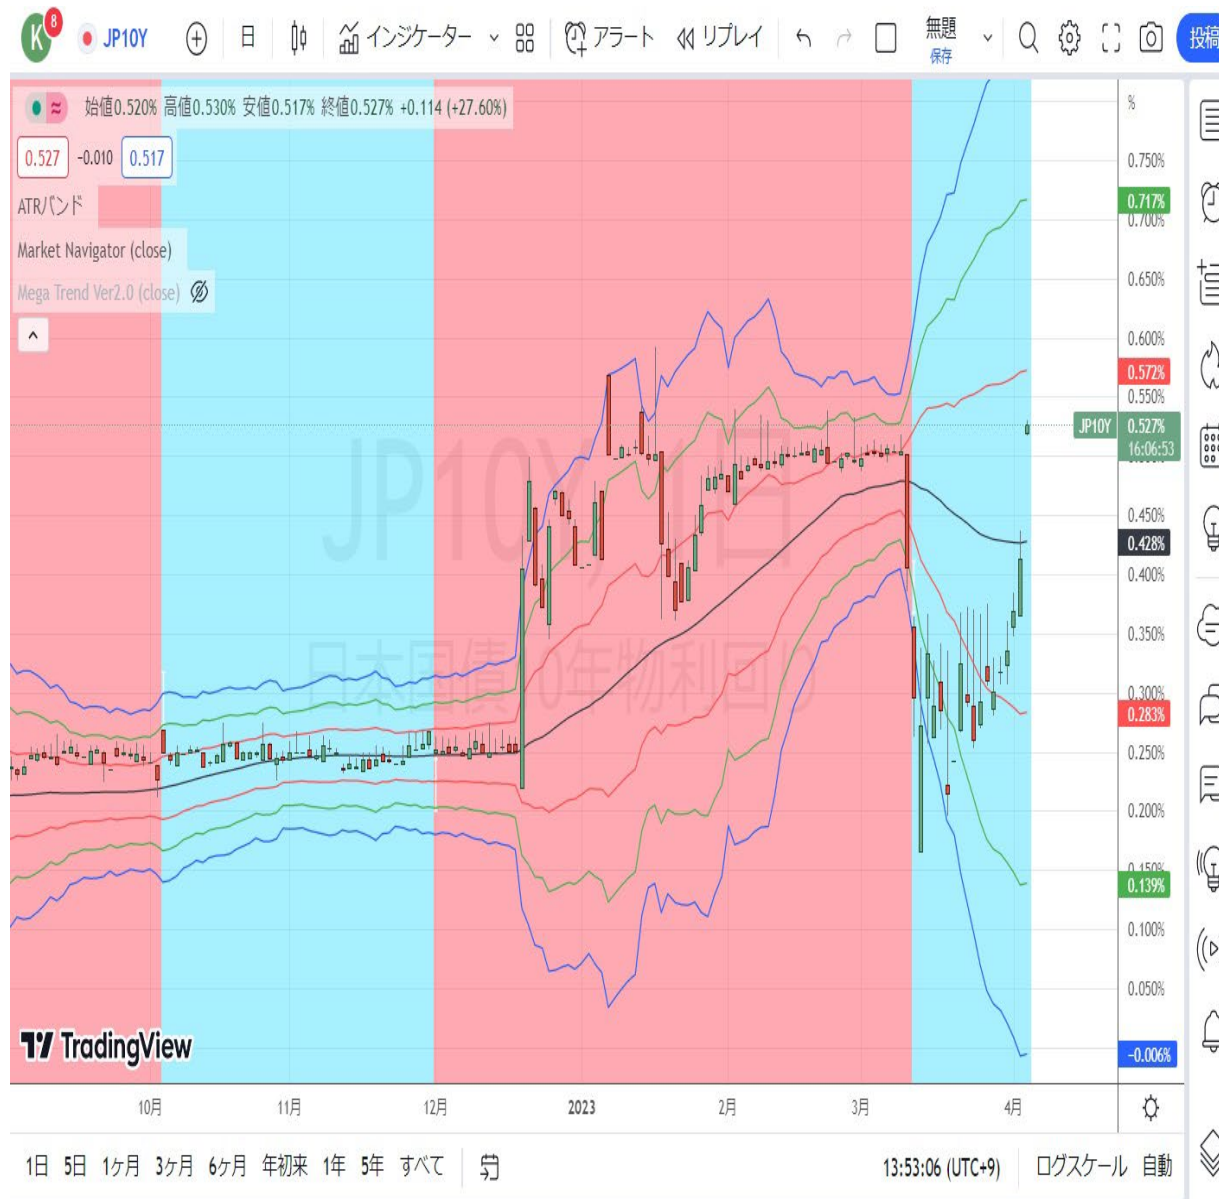 K 8 JP10Y 日 インジケーター アラート リプレイ 無題 投稿
保存
始値0.520% 高値0.530% 安値0.517% 終値0.527% +0.114 (+27.60%)
0.527 -0.010 0.517
ATRバンド
Market Navigator (close)
Mega Trend Ver2.0 (close)
JP10Y, 1日
日本国債10年物利回り
%
0.750%
0.717%
0.700%
0.650%
0.600%
0.572%
0.550%
JP10Y 0.527%
16:06:53
0.450%
0.428%
0.400%
0.350%
0.300%
0.283%
0.250%
0.200%
0.150%
0.139%
0.100%
0.050%
-0.006%
TradingView
10月 11月 12月 2023 2月 3月 4月
1日 5日 1ヶ月 3ヶ月 6ヶ月 年初来 1年 5年 すべて 13:53:06 (UTC+9) ログスケール 自動